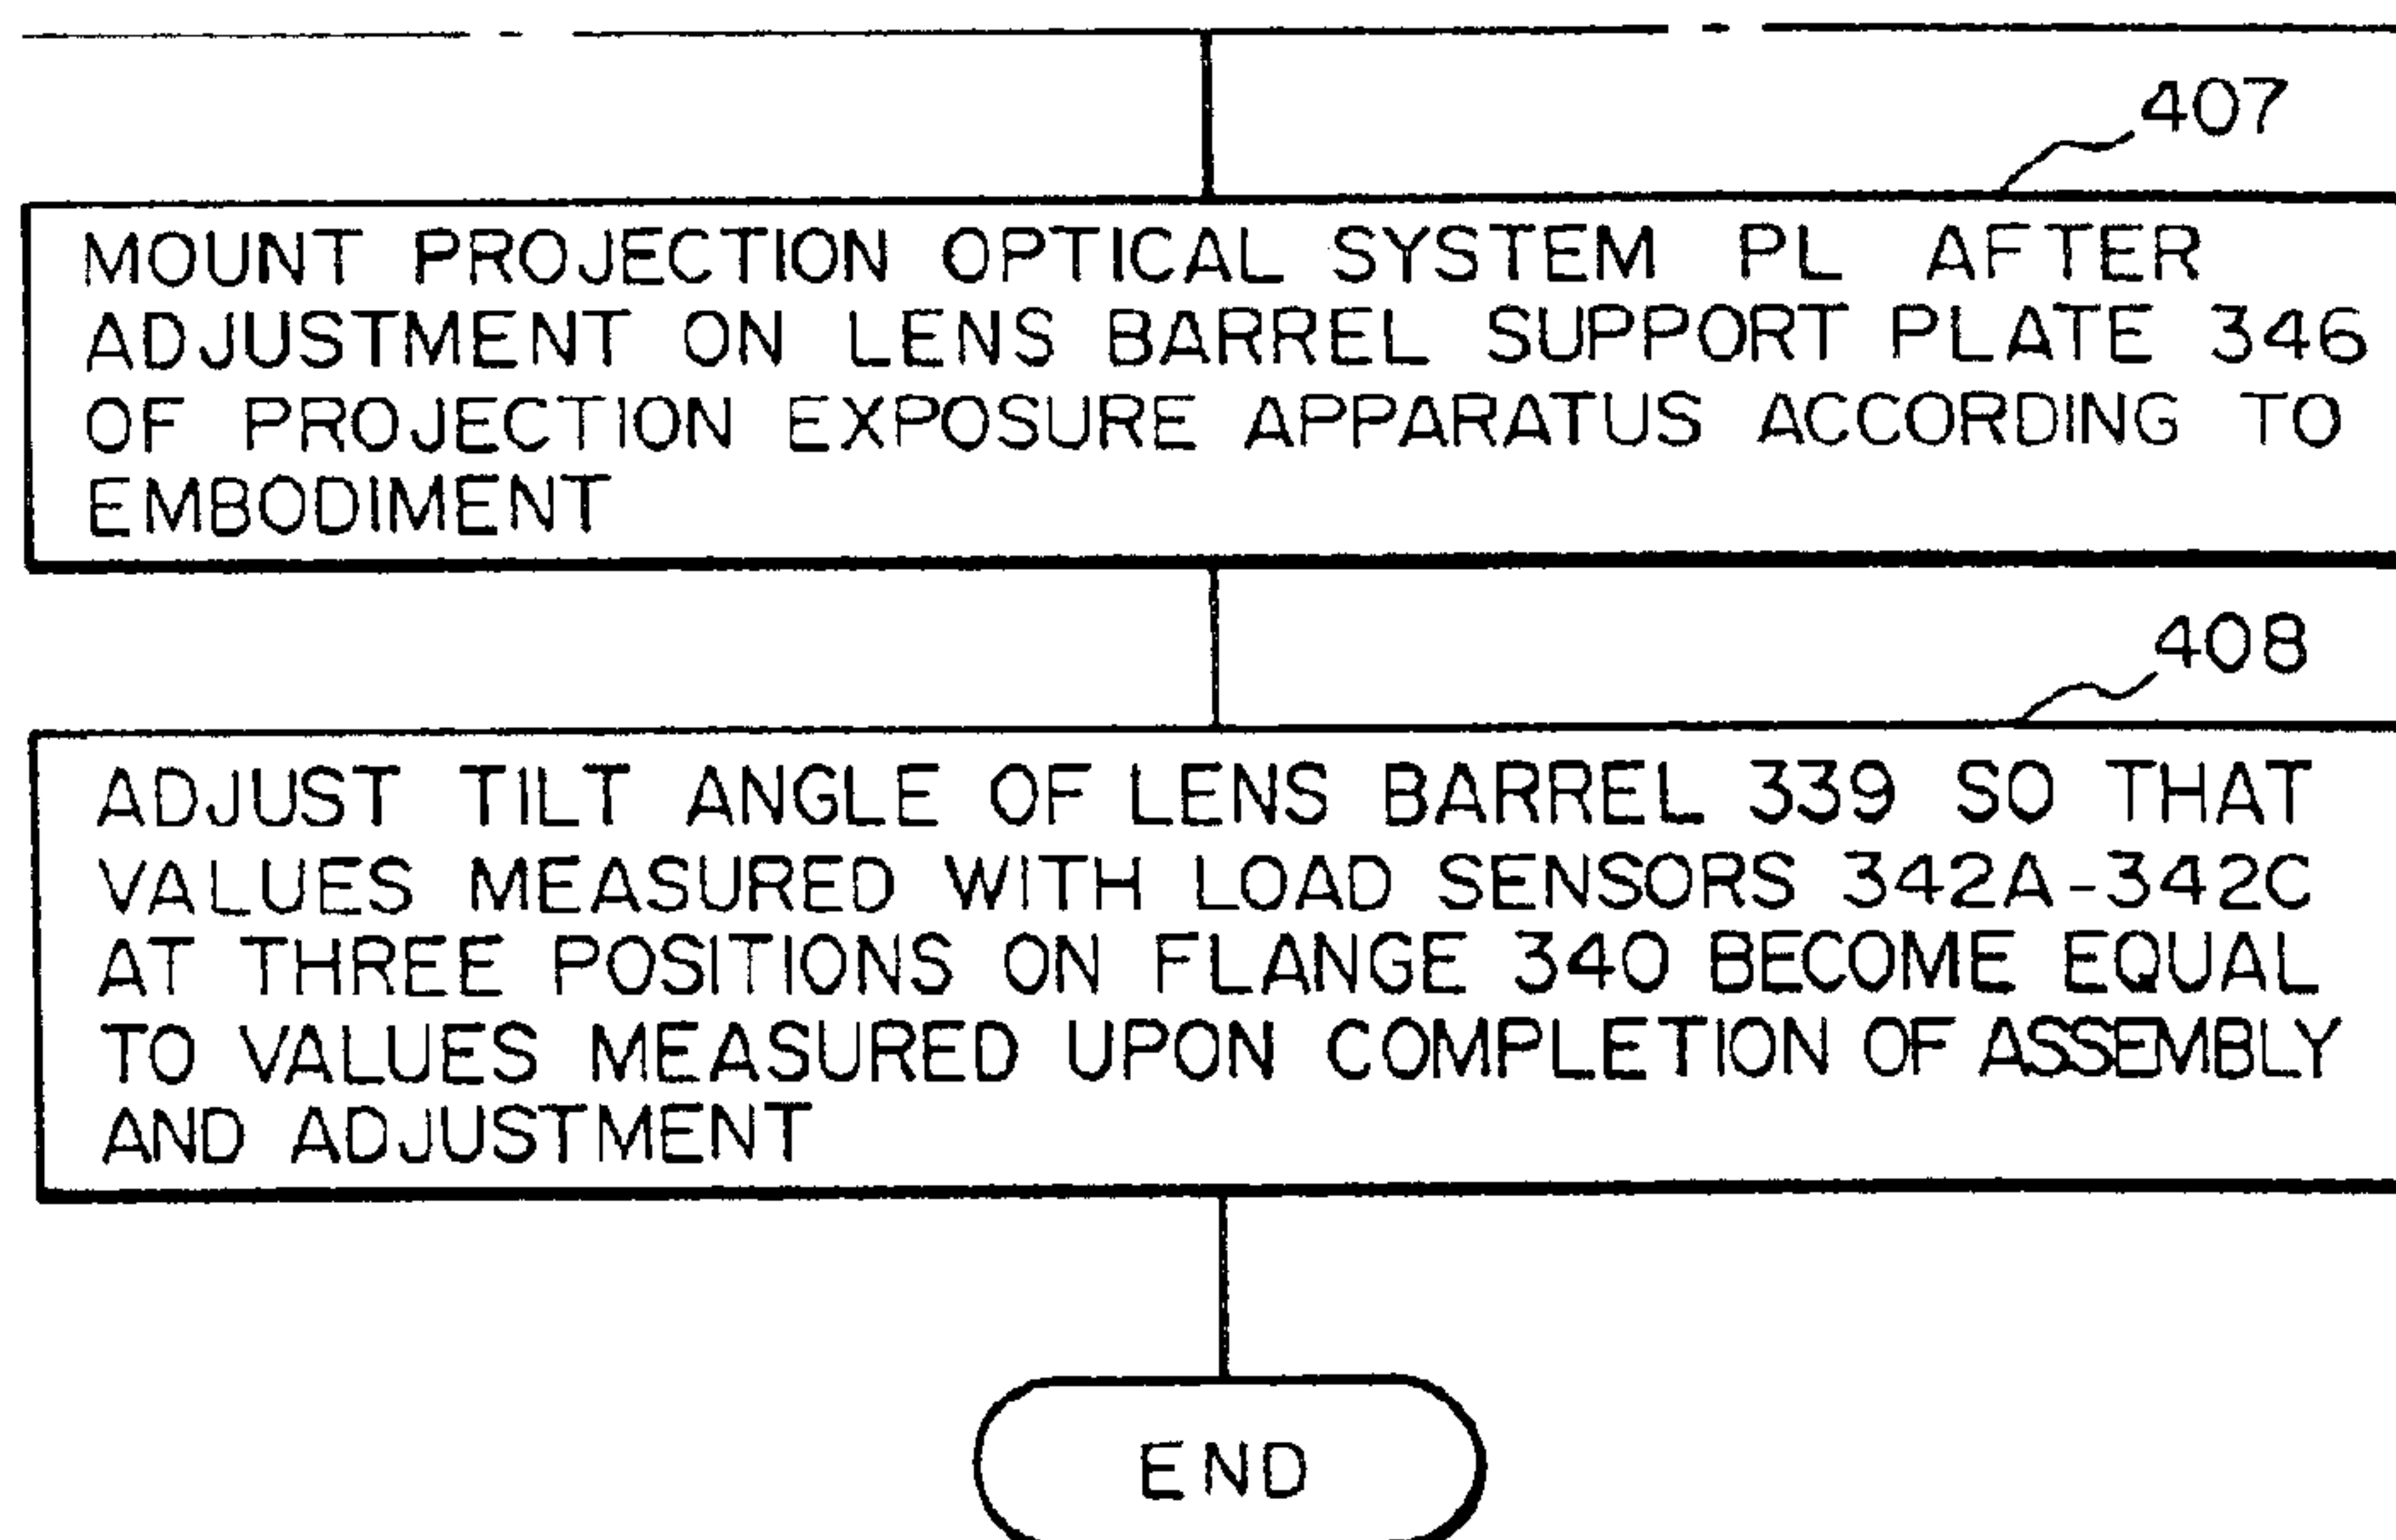 407
MOUNT PROJECTION OPTICAL SYSTEM PL AFTER
ADJUSTMENT ON LENS BARREL SUPPORT PLATE 346
OF PROJECTION EXPOSURE APPARATUS ACCORDING TO
EMBODIMENT
408
ADJUST TILT ANGLE OF LENS BARREL 339 SO THAT
VALUES MEASURED WITH LOAD SENSORS 342A-342C
AT THREE POSITIONS ON FLANGE 340 BECOME EQUAL
TO VALUES MEASURED UPON COMPLETION OF ASSEMBLY
AND ADJUSTMENT
END